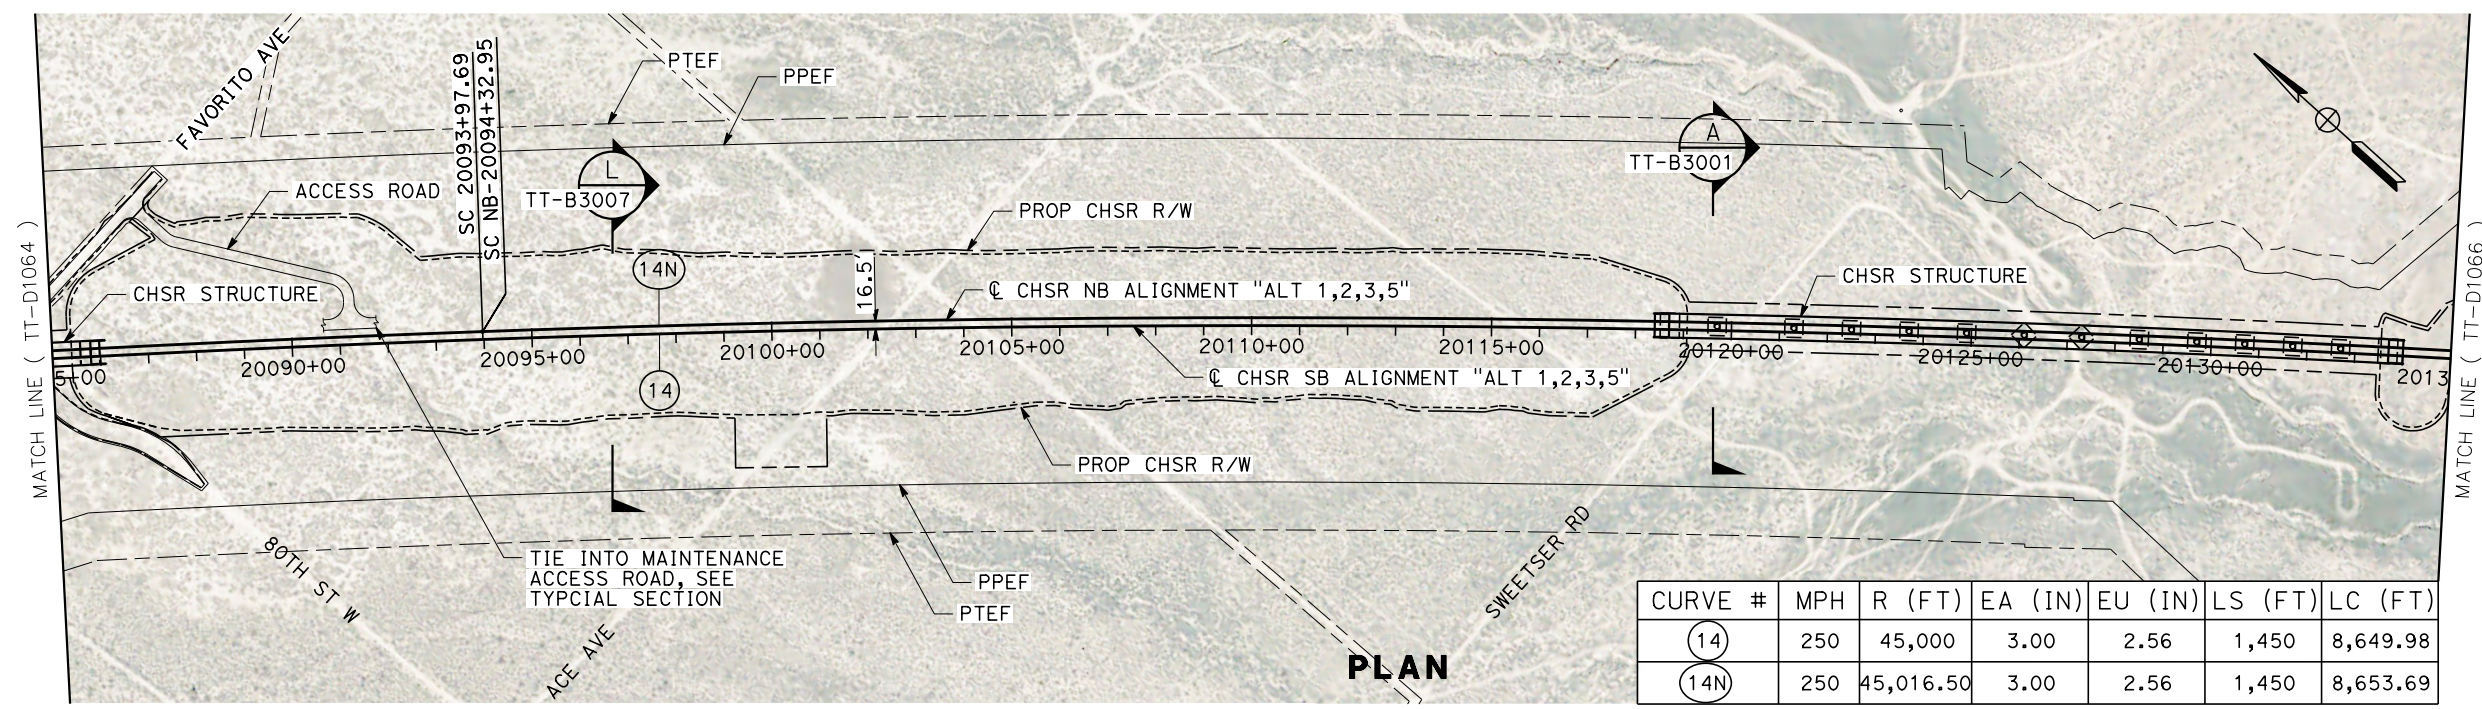 FAVORITO AVE
SC 20093+97.69
SC NB-20094+32.95
PTEF
PPEF
L
TT-B3007
A
TT-B3001
ACCESS ROAD
PROP CHSR R/W
MATCH LINE ( TT-D1064 )
CHSR STRUCTURE
14N
16.5'
℄ CHSR NB ALIGNMENT "ALT 1,2,3,5"
CHSR STRUCTURE
MATCH LINE ( TT-D1066 )
5+00
20090+00
20095+00
20100+00
20105+00
20110+00
20115+00
20120+00
20125+00
20130+00
2013
14
℄ CHSR SB ALIGNMENT "ALT 1,2,3,5"
PROP CHSR R/W
80TH ST W
TIE INTO MAINTENANCE
ACCESS ROAD, SEE
TYPCIAL SECTION
PPEF
PTEF
ACE AVE
SWEETSER RD
PLAN
CURVE # MPH R (FT) EA (IN) EU (IN) LS (FT) LC (FT)
14 250 45,000 3.00 2.56 1,450 8,649.98
14N 250 45,016.50 3.00 2.56 1,450 8,653.69